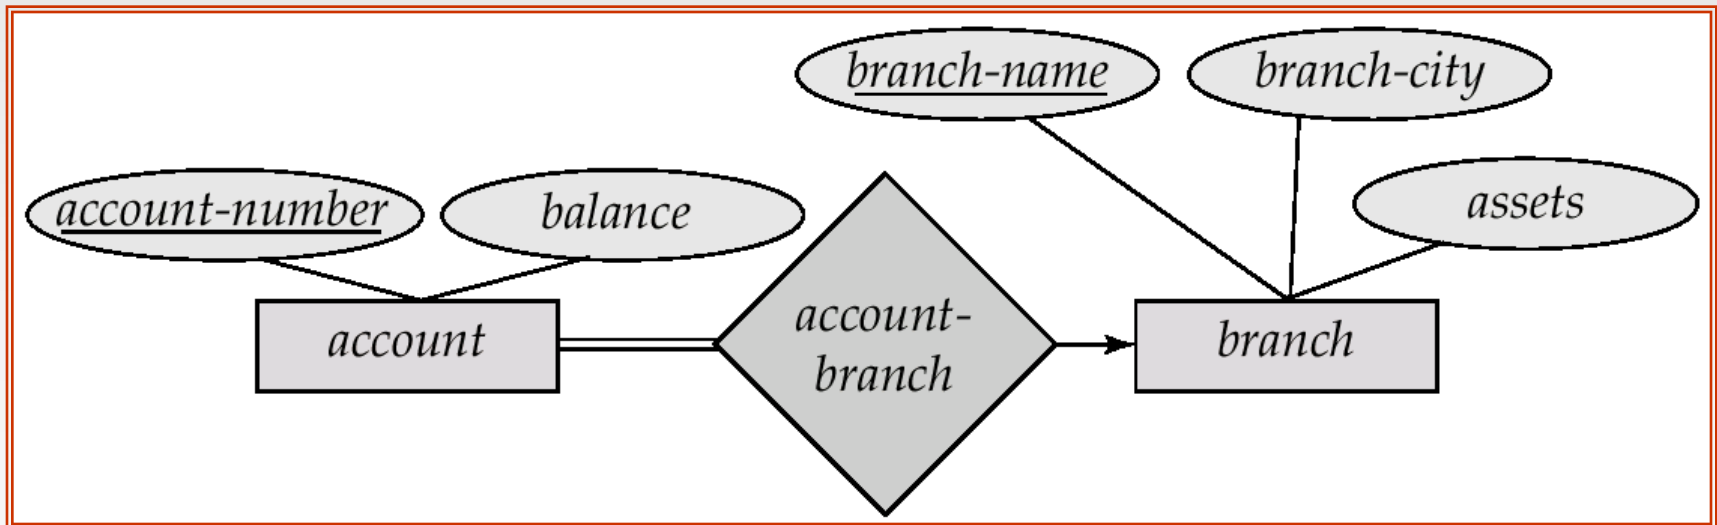 branch-name
branch-city
account-number
balance
assets
account
account-
branch
branch